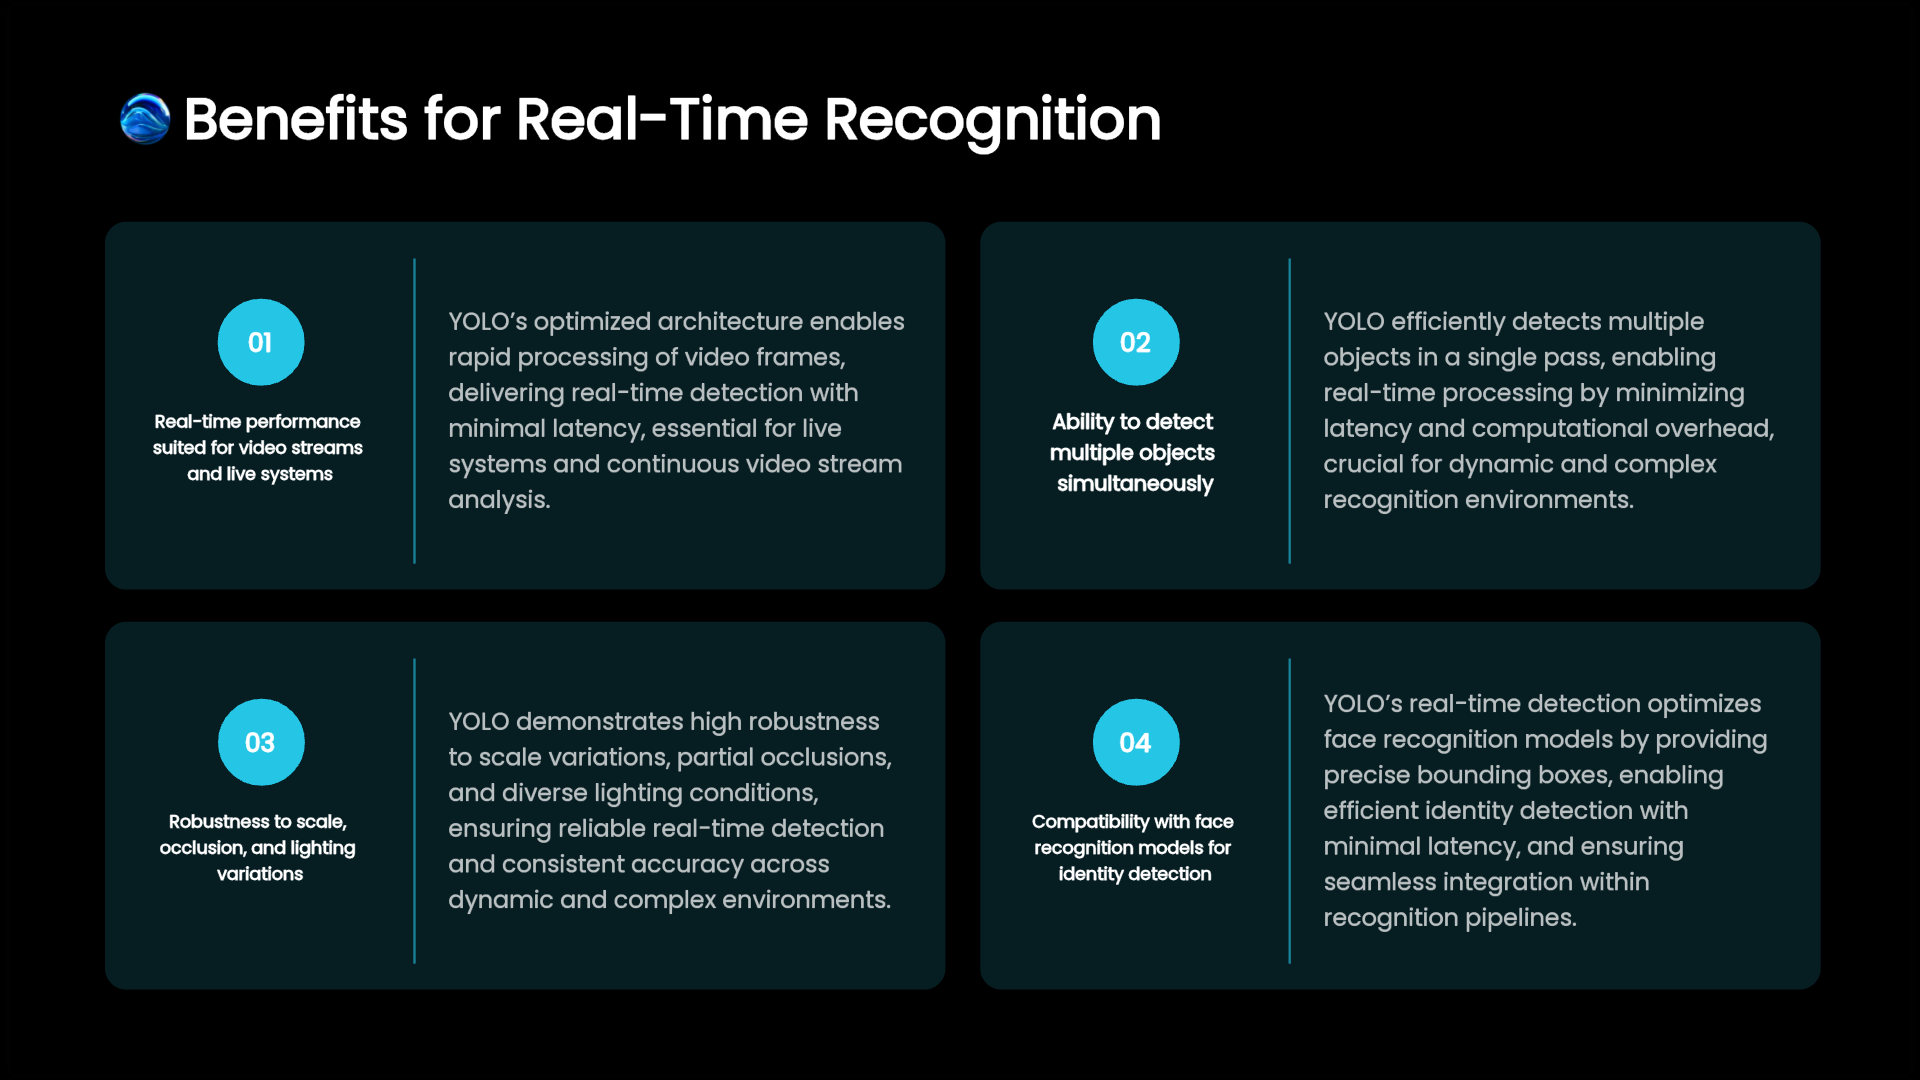 Benefits for Real-Time Recognition
01
Real-time performance
suited for video streams
and live systems
YOLO’s optimized architecture enables
rapid processing of video frames,
delivering real-time detection with
minimal latency, essential for live
systems and continuous video stream
analysis.
02
Ability to detect
multiple objects
simultaneously
YOLO efficiently detects multiple
objects in a single pass, enabling
real-time processing by minimizing
latency and computational overhead,
crucial for dynamic and complex
recognition environments.
03
Robustness to scale,
occlusion, and lighting
variations
YOLO demonstrates high robustness
to scale variations, partial occlusions,
and diverse lighting conditions,
ensuring reliable real-time detection
and consistent accuracy across
dynamic and complex environments.
04
Compatibility with face
recognition models for
identity detection
YOLO’s real-time detection optimizes
face recognition models by providing
precise bounding boxes, enabling
efficient identity detection with
minimal latency, and ensuring
seamless integration within
recognition pipelines.